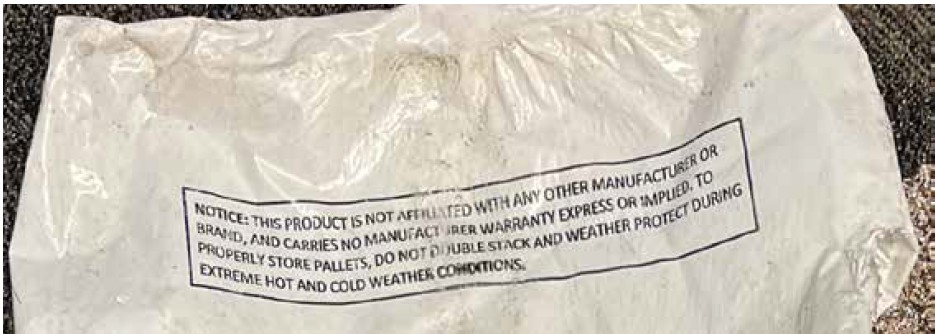 NOTICE: THIS PRODUCT IS NOT AFFILIATED WITH ANY OTHER MANUFACTURER OR
BRAND, AND CARRIES NO MANUFACTURER WARRANTY EXPRESS OR IMPLIED. TO
PROPERLY STORE PALLETS, DO NOT DOUBLE STACK AND WEATHER PROTECT DURING
EXTREME HOT AND COLD WEATHER CONDITIONS.